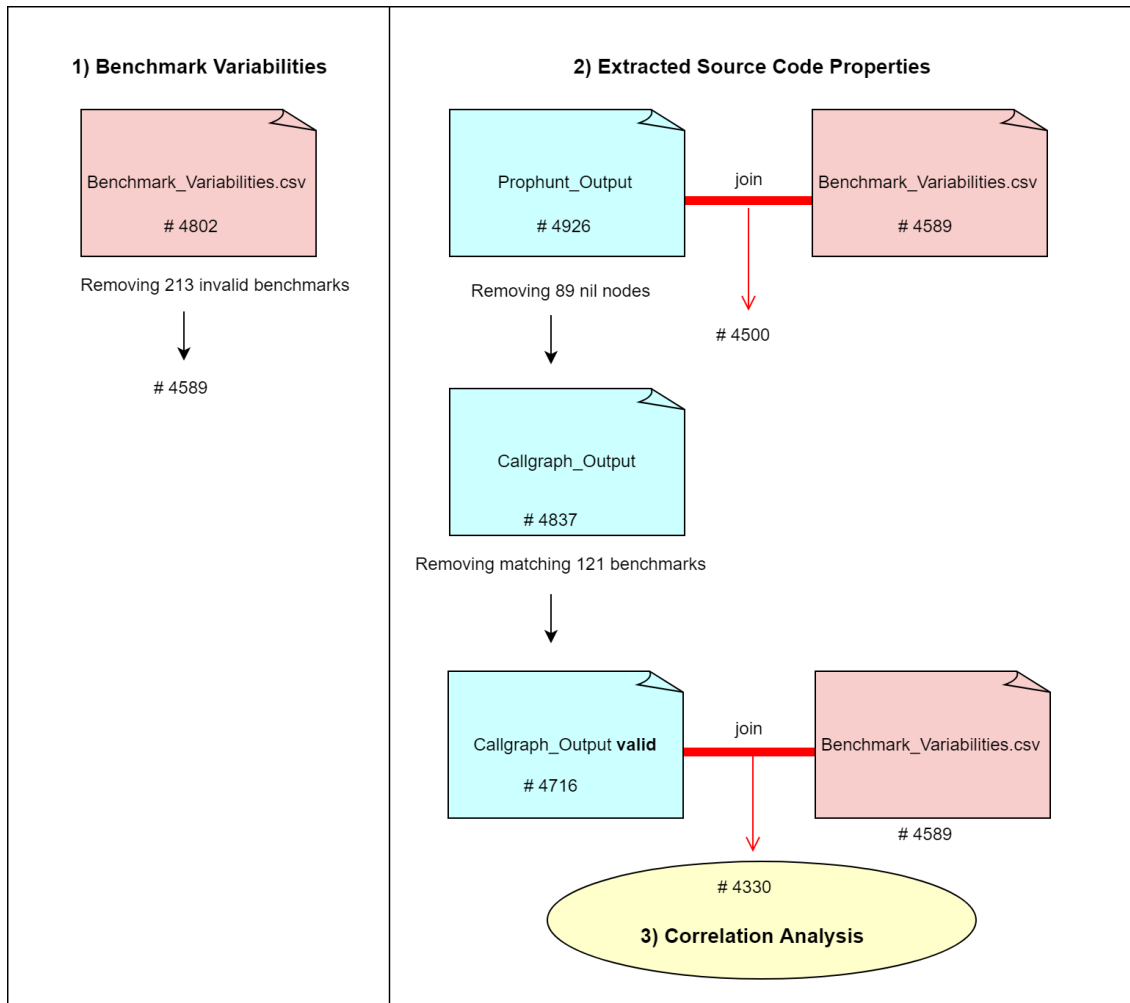 1) Benchmark Variabilities
Benchmark_Variabilities.csv
# 4802
Removing 213 invalid benchmarks
# 4589
2) Extracted Source Code Properties
Prophunt_Output
# 4926
join
Benchmark_Variabilities.csv
# 4589
Removing 89 nil nodes
# 4500
Callgraph_Output
# 4837
Removing matching 121 benchmarks
Callgraph_Output valid
# 4716
join
Benchmark_Variabilities.csv
# 4589
# 4330
3) Correlation Analysis